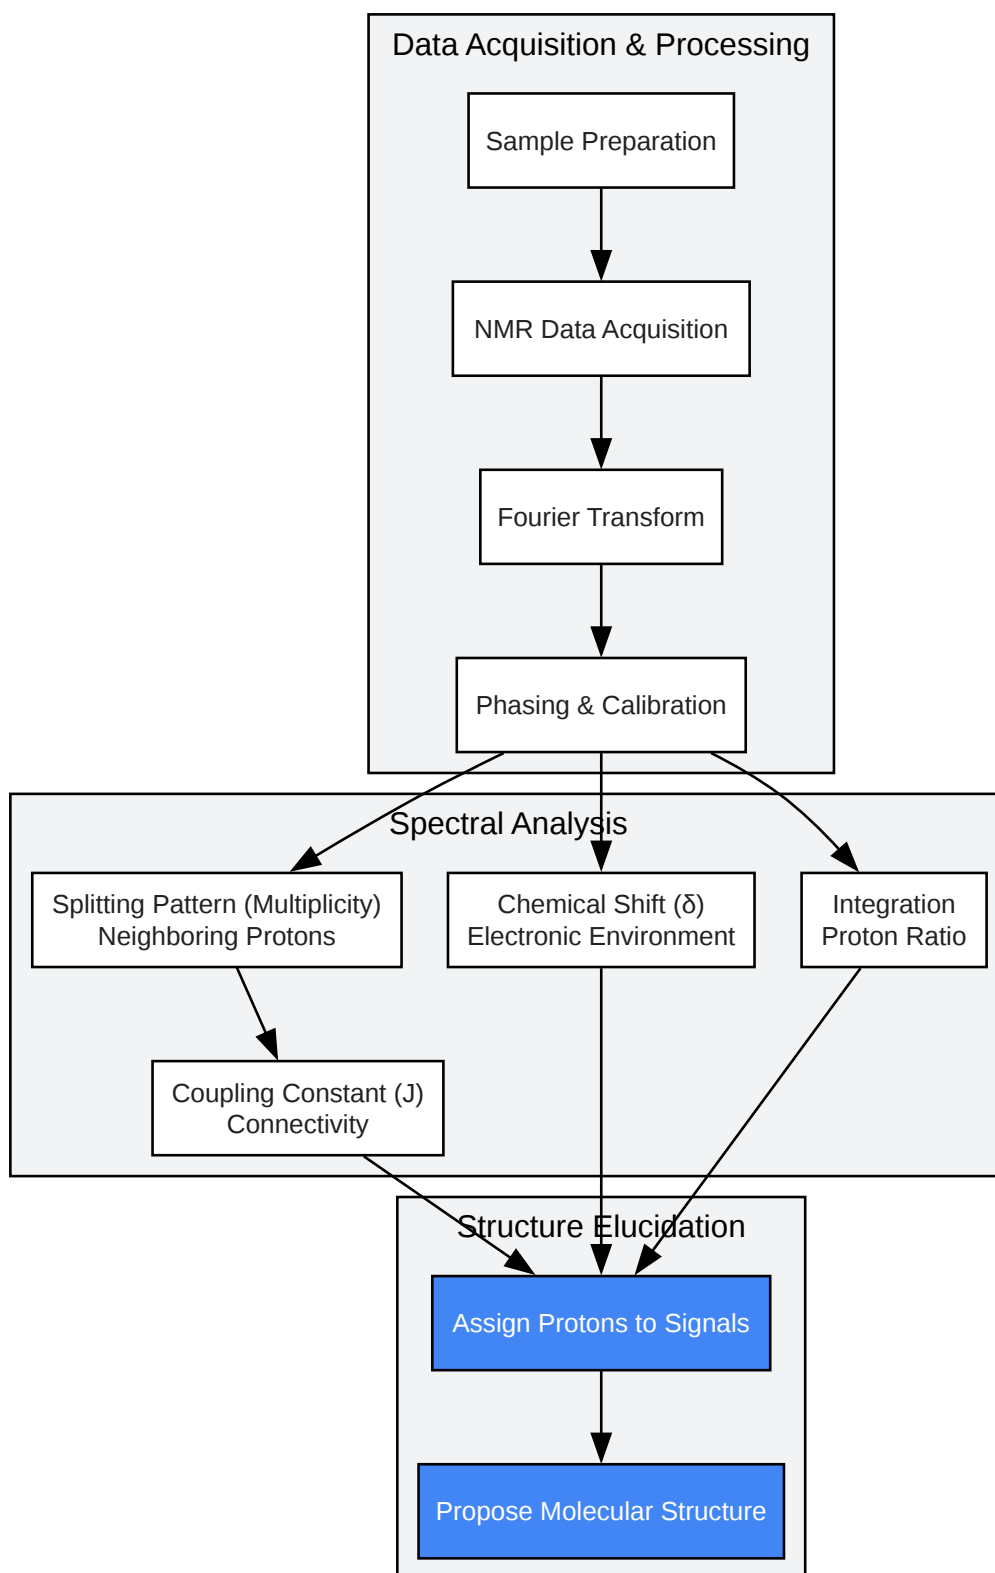 Data Acquisition & Processing
Sample Preparation
NMR Data Acquisition
Fourier Transform
Phasing & Calibration
Spectral Analysis
Splitting Pattern (Multiplicity)
Neighboring Protons
Chemical Shift (δ)
Electronic Environment
Integration
Proton Ratio
Coupling Constant (J)
Connectivity
Structure Elucidation
Assign Protons to Signals
Propose Molecular Structure